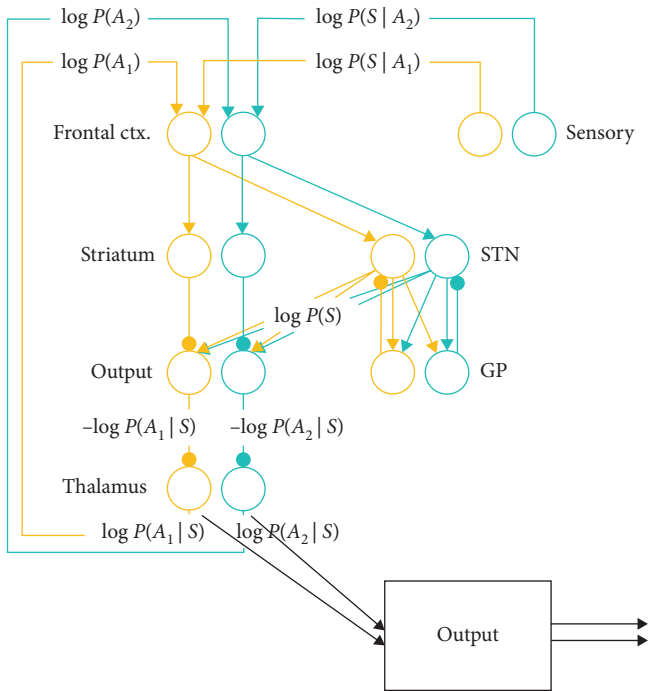 log P(A₂) log P(S | A₂)
log P(A₁) log P(S | A₁)
Frontal ctx. Sensory
Striatum STN
log P(S)
Output GP
–log P(A₁ | S) –log P(A₂ | S)
Thalamus
log P(A₁ | S) log P(A₂ | S)
Output